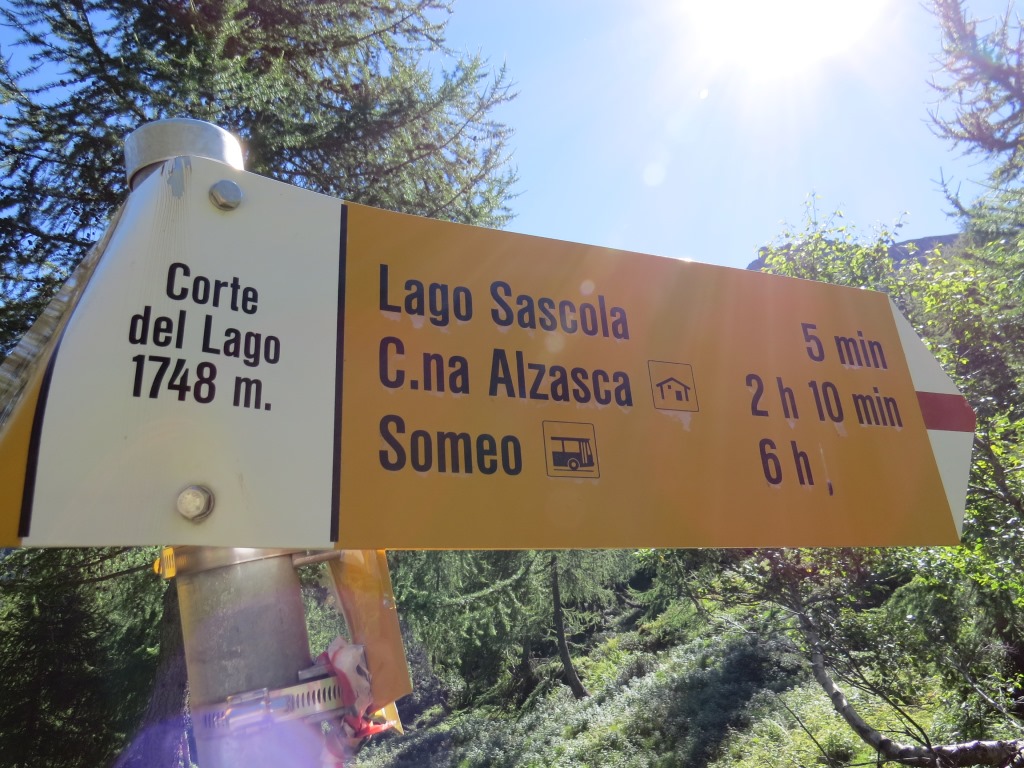 Corte
del Lago
1748 m.
Lago Sascola 5 min
C.na Alzasca 2 h 10 min
Someo 6 h